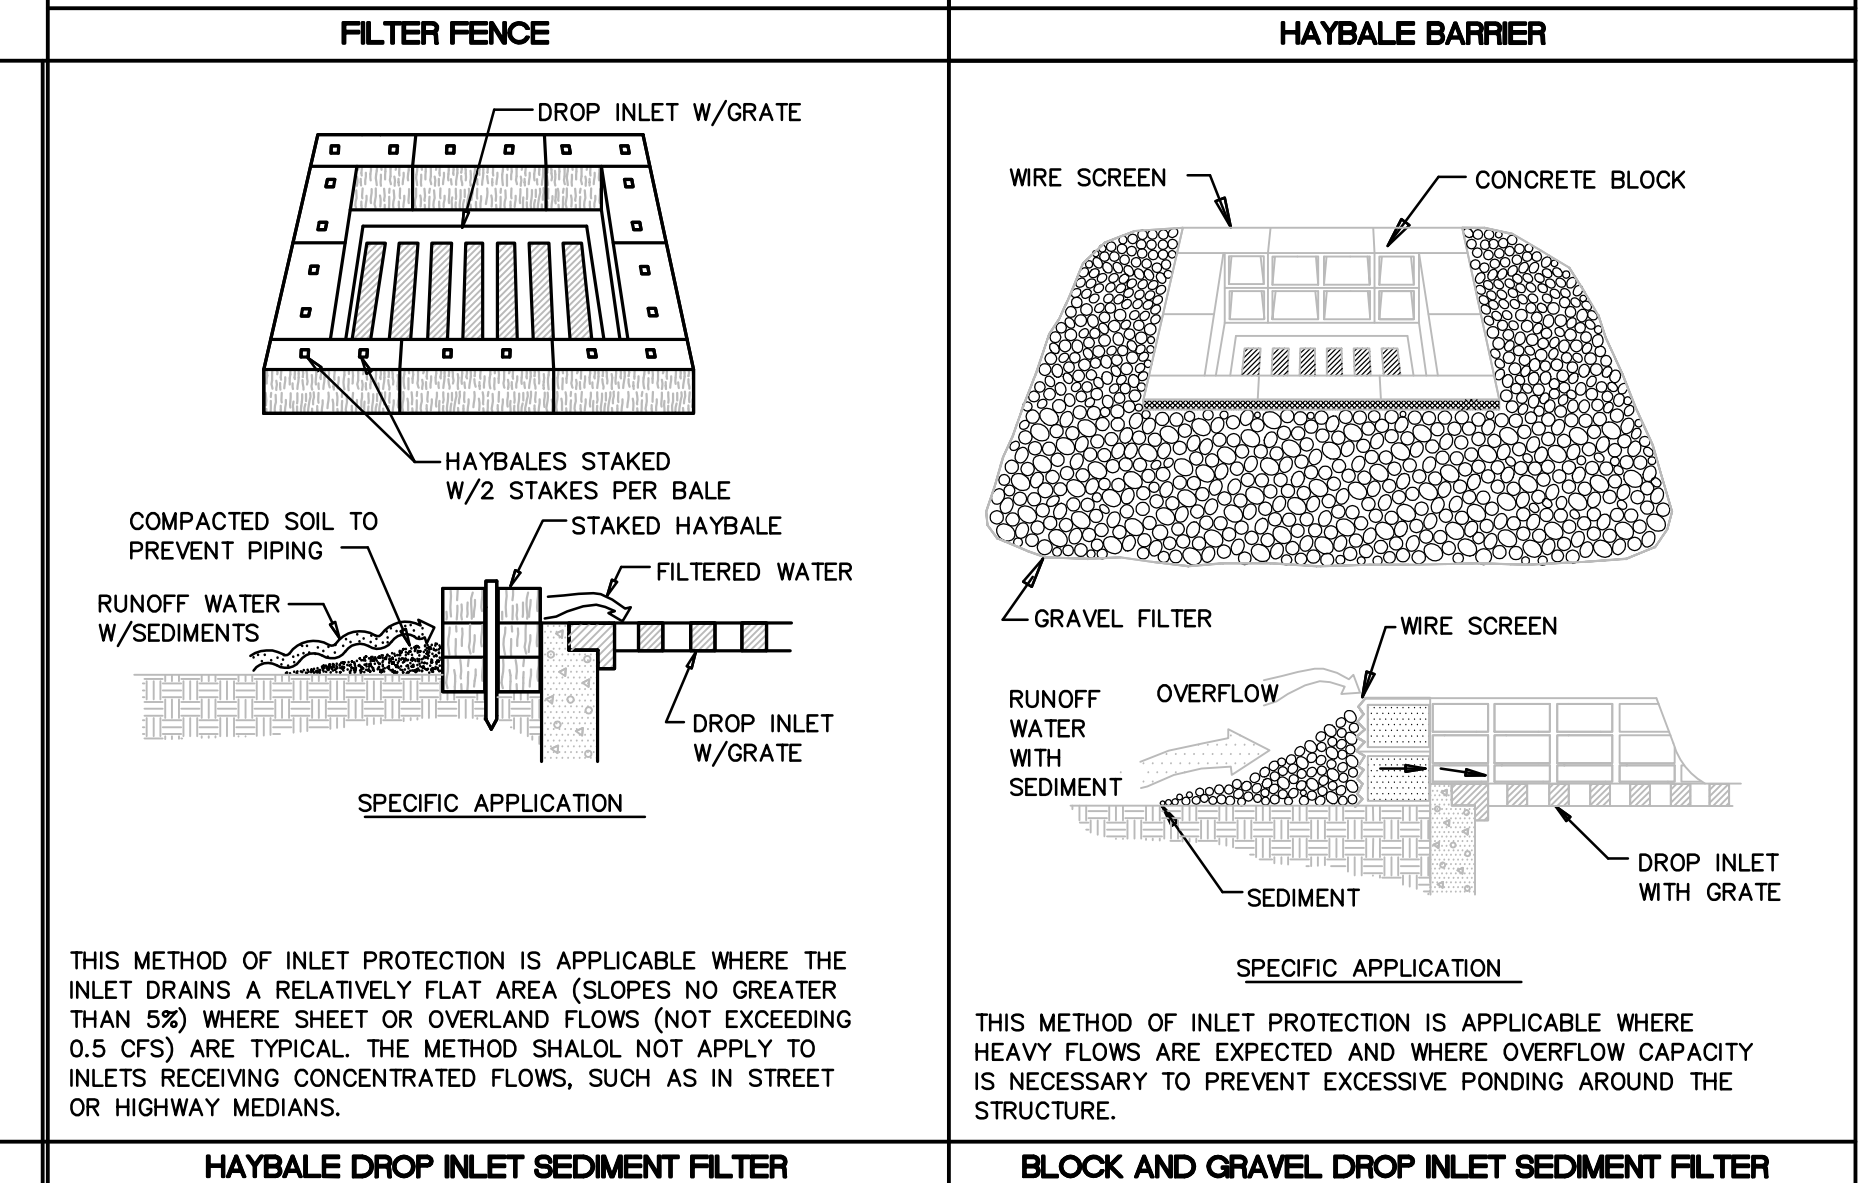 FILTER FENCE
HAYBALE BARRIER
DROP INLET W/GRATE
HAYBALES STAKED
W/2 STAKES PER BALE
COMPACTED SOIL TO
PREVENT PIPING
STAKED HAYBALE
FILTERED WATER
RUNOFF WATER
W/SEDIMENTS
DROP INLET
W/GRATE
SPECIFIC APPLICATION
THIS METHOD OF INLET PROTECTION IS APPLICABLE WHERE THE
INLET DRAINS A RELATIVELY FLAT AREA (SLOPES NO GREATER
THAN 5%) WHERE SHEET OR OVERLAND FLOWS (NOT EXCEEDING
0.5 CFS) ARE TYPICAL. THE METHOD SHALOL NOT APPLY TO
INLETS RECEIVING CONCENTRATED FLOWS, SUCH AS IN STREET
OR HIGHWAY MEDIANS.
HAYBALE DROP INLET SEDIMENT FILTER
WIRE SCREEN
CONCRETE BLOCK
GRAVEL FILTER
WIRE SCREEN
OVERFLOW
RUNOFF
WATER
WITH
SEDIMENT
SEDIMENT
DROP INLET
WITH GRATE
SPECIFIC APPLICATION
THIS METHOD OF INLET PROTECTION IS APPLICABLE WHERE
HEAVY FLOWS ARE EXPECTED AND WHERE OVERFLOW CAPACITY
IS NECESSARY TO PREVENT EXCESSIVE PONDING AROUND THE
STRUCTURE.
BLOCK AND GRAVEL DROP INLET SEDIMENT FILTER